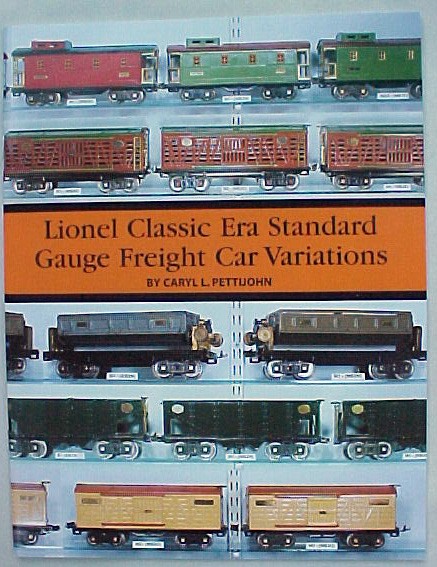 Lionel Classic Era Standard
Gauge Freight Car Variations
BY CARYL L. PETTIJOHN